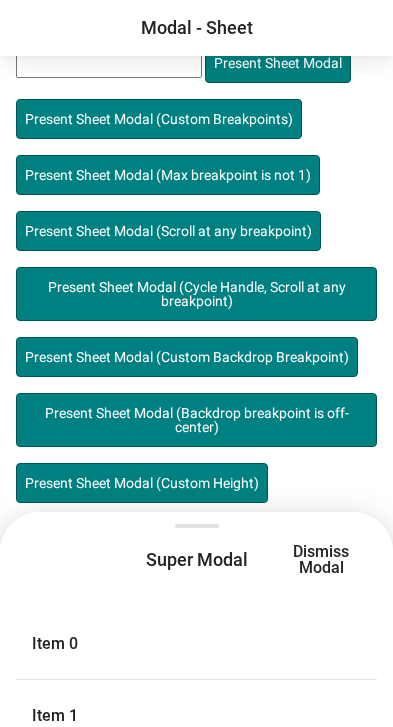 Modal - Sheet
Present Sheet Modal
Present Sheet Modal (Custom Breakpoints)
Present Sheet Modal (Max breakpoint is not 1)
Present Sheet Modal (Scroll at any breakpoint)
Present Sheet Modal (Cycle Handle, Scroll at any
breakpoint)
Present Sheet Modal (Custom Backdrop Breakpoint)
Present Sheet Modal (Backdrop breakpoint is off-
center)
Present Sheet Modal (Custom Height)
Super Modal
Dismiss
Modal
Item 0
Item 1